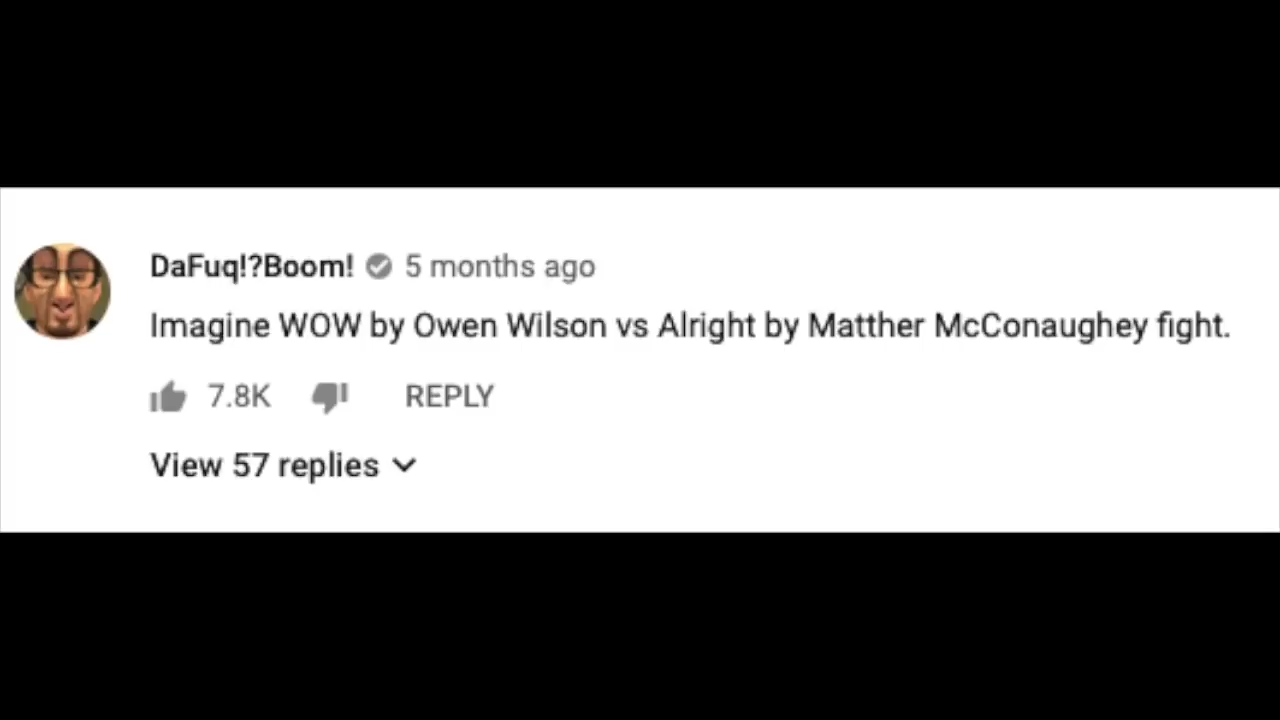 DaFuq!?Boom! 5 months ago
Imagine WOW by Owen Wilson vs Alright by Matther McConaughey fight.
7.8K REPLY
View 57 replies